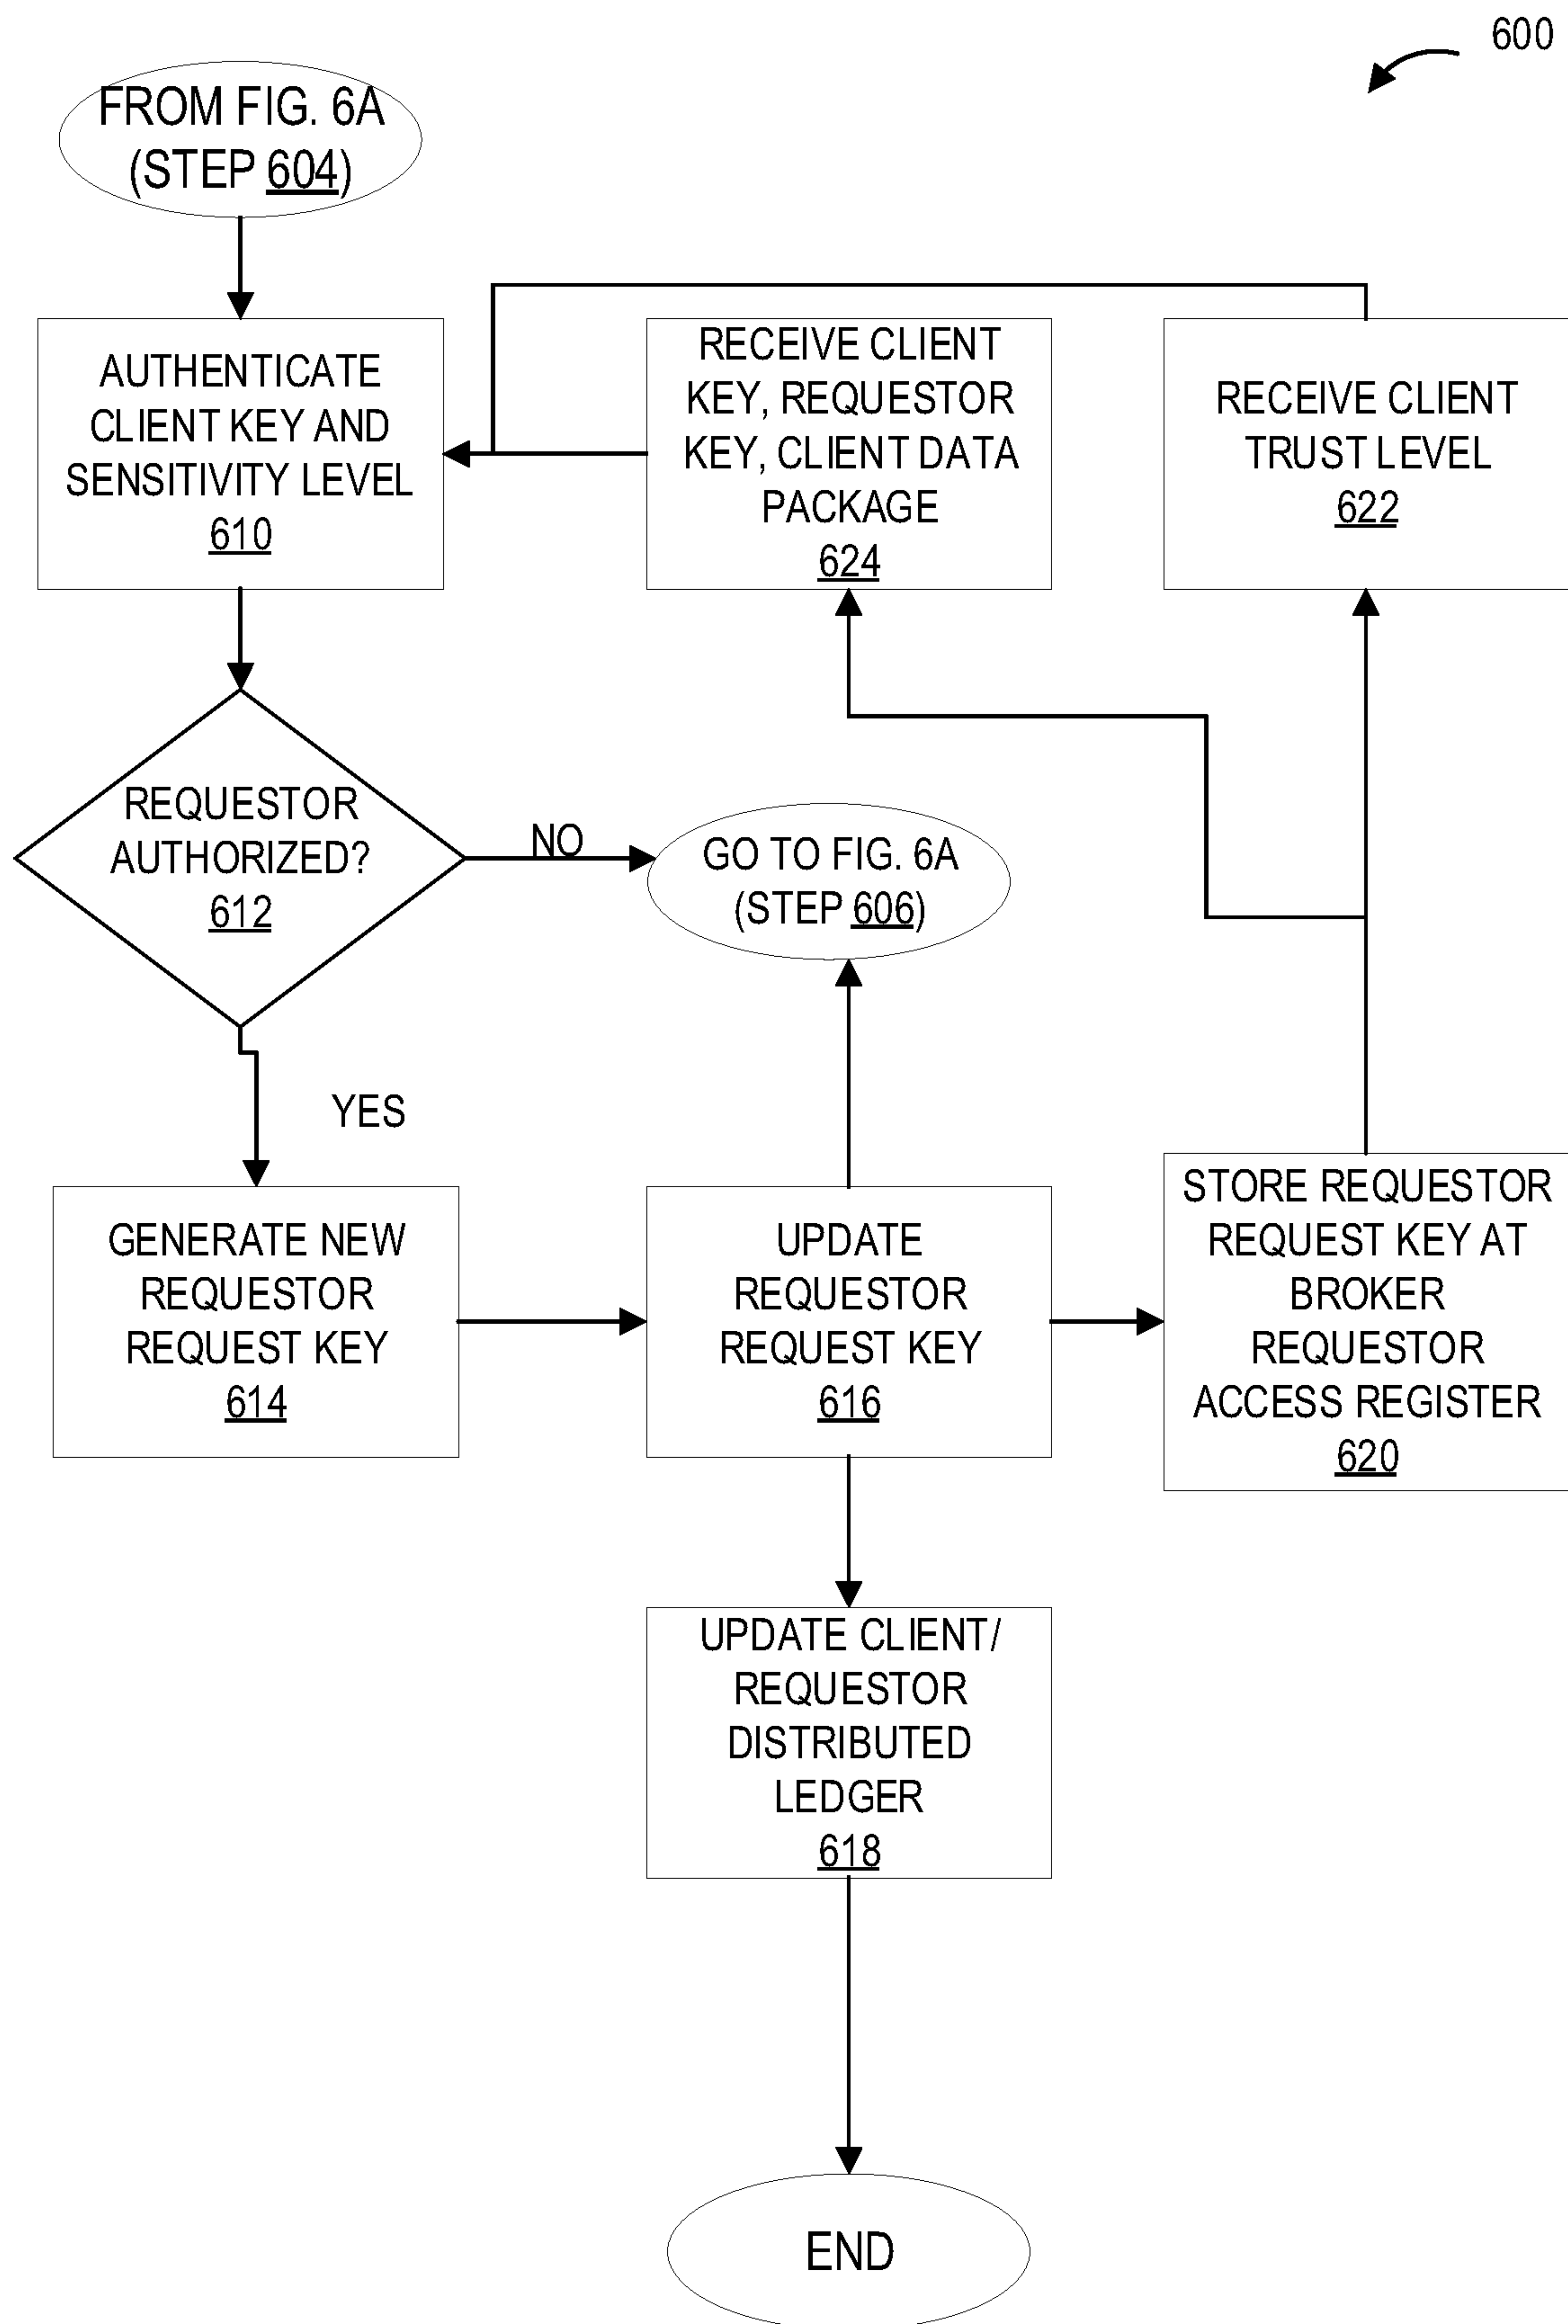 600
FROM FIG. 6A
(STEP 604)
AUTHENTICATE
CLIENT KEY AND
SENSITIVITY LEVEL
610
RECEIVE CLIENT
KEY, REQUESTOR
KEY, CLIENT DATA
PACKAGE
624
RECEIVE CLIENT
TRUST LEVEL
622
REQUESTOR
AUTHORIZED?
612
NO
GO TO FIG. 6A
(STEP 606)
YES
GENERATE NEW
REQUESTOR
REQUEST KEY
614
UPDATE
REQUESTOR
REQUEST KEY
616
STORE REQUESTOR
REQUEST KEY AT
BROKER
REQUESTOR
ACCESS REGISTER
620
UPDATE CLIENT/
REQUESTOR
DISTRIBUTED
LEDGER
618
END